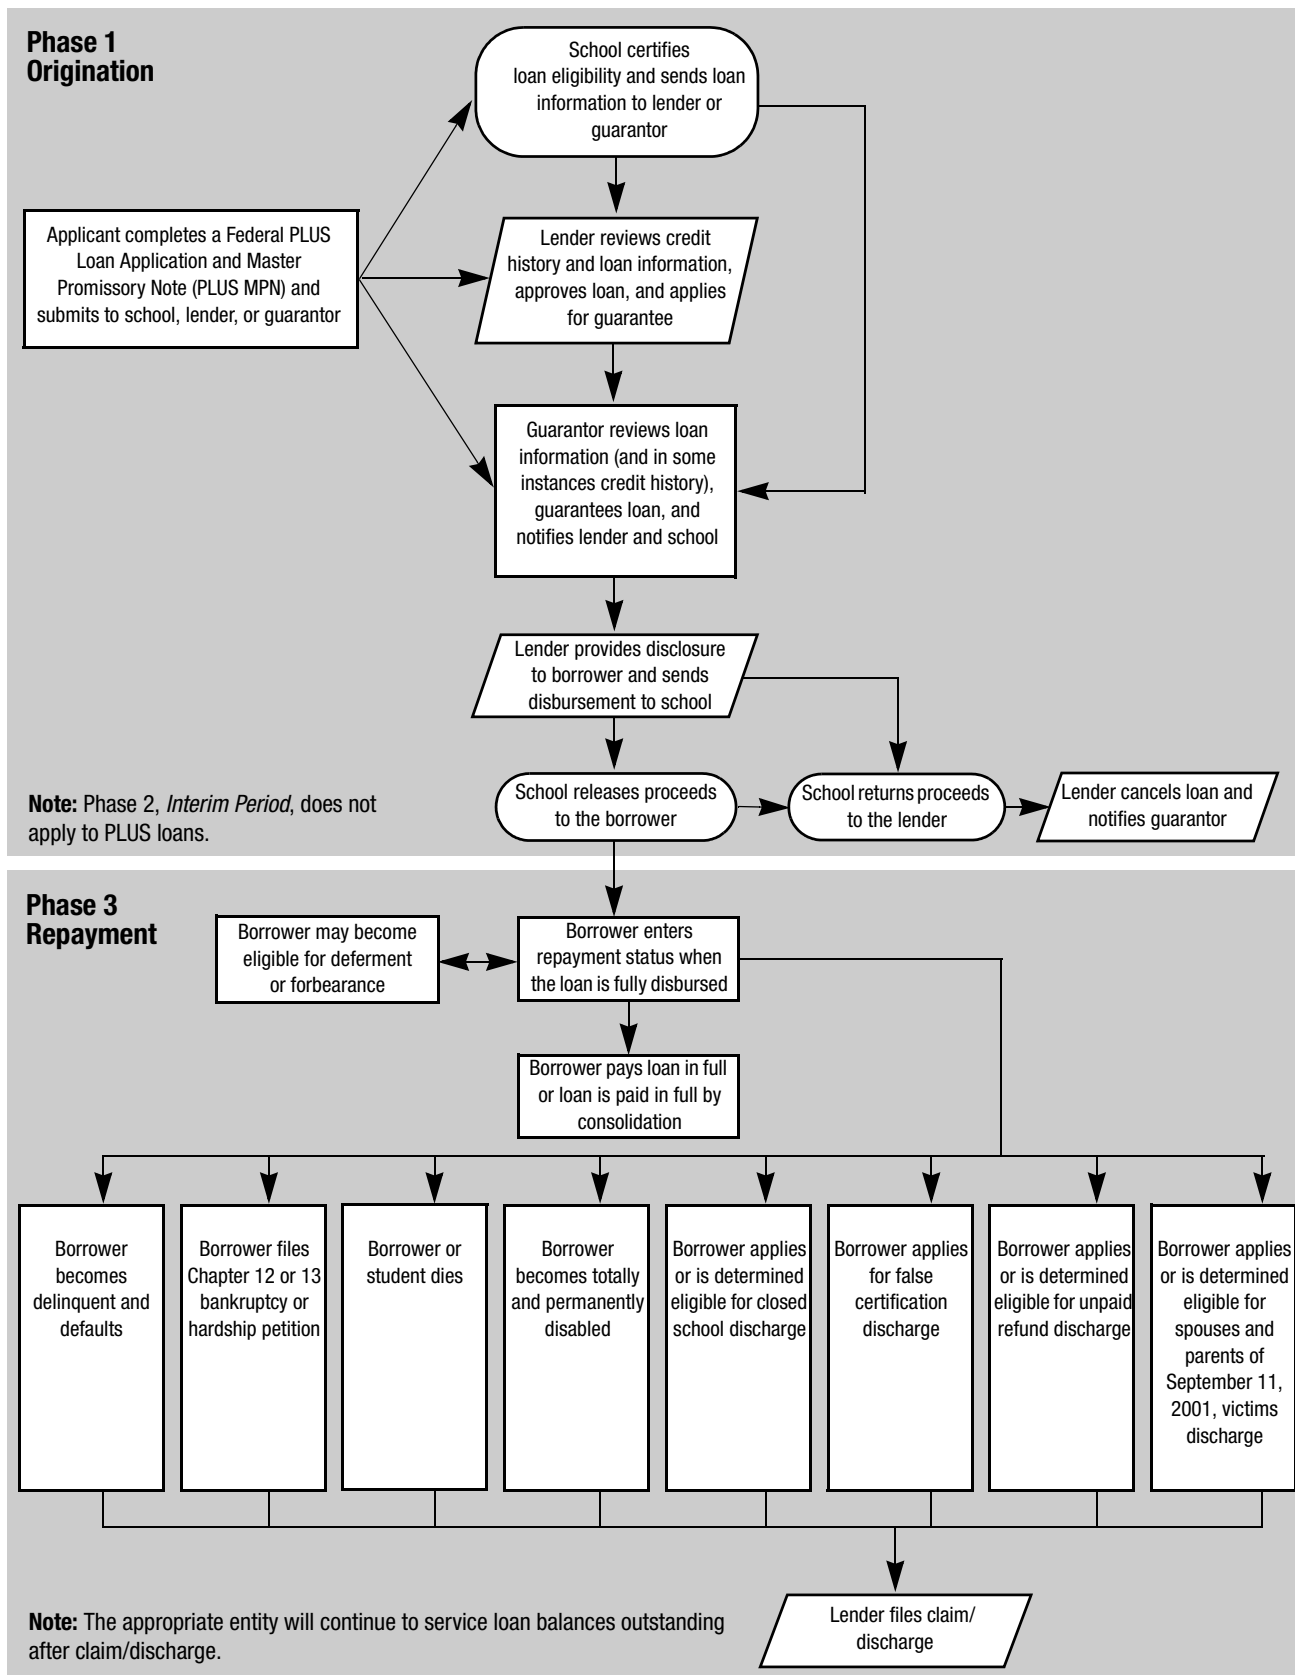 Phase 1
Origination
School certifies
loan eligibility and sends loan
information to lender or
guarantor
Applicant completes a Federal PLUS
Loan Application and Master
Promissory Note (PLUS MPN) and
submits to school, lender, or guarantor
Lender reviews credit
history and loan information,
approves loan, and applies
for guarantee
Guarantor reviews loan
information (and in some
instances credit history),
guarantees loan, and
notifies lender and school
Lender provides disclosure
to borrower and sends
disbursement to school
School releases proceeds
to the borrower
School returns proceeds
to the lender
Lender cancels loan and
notifies guarantor
Note: Phase 2, Interim Period, does not
apply to PLUS loans.
Phase 3
Repayment
Borrower may become
eligible for deferment
or forbearance
Borrower enters
repayment status when
the loan is fully disbursed
Borrower pays loan in full
or loan is paid in full by
consolidation
Borrower
becomes
delinquent and
defaults
Borrower files
Chapter 12 or 13
bankruptcy or
hardship petition
Borrower or
student dies
Borrower
becomes totally
and permanently
disabled
Borrower applies
or is determined
eligible for closed
school discharge
Borrower applies
for false
certification
discharge
Borrower applies
or is determined
eligible for unpaid
refund discharge
Borrower applies
or is determined
eligible for
spouses and
parents of
September 11,
2001, victims
discharge
Lender files claim/
discharge
Note: The appropriate entity will continue to service loan balances outstanding
after claim/discharge.